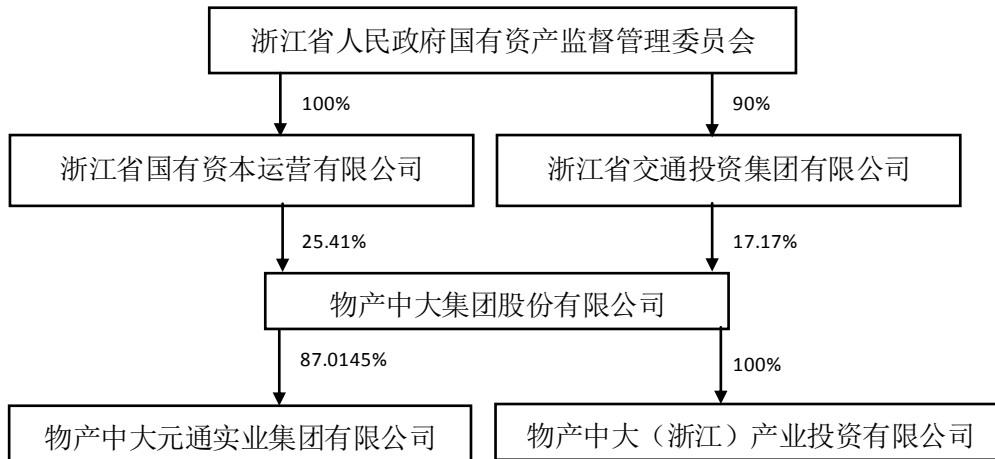 浙江省人民政府国有资产监督管理委员会
100%
90%
浙江省国有资本运营有限公司
浙江省交通投资集团有限公司
25.41%
17.17%
物产中大集团股份有限公司
87.0145%
100%
物产中大元通实业集团有限公司
物产中大（浙江）产业投资有限公司